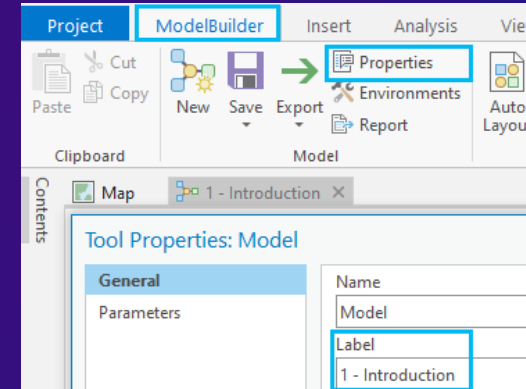 Project ModelBuilder Insert Analysis Vie
Cut Properties
Copy Environments
Paste New Save Export Report Auto
Layou
Clipboard Model
Contents
Map 1 - Introduction
Tool Properties: Model
General Name
Parameters Model
Label
1 - Introduction